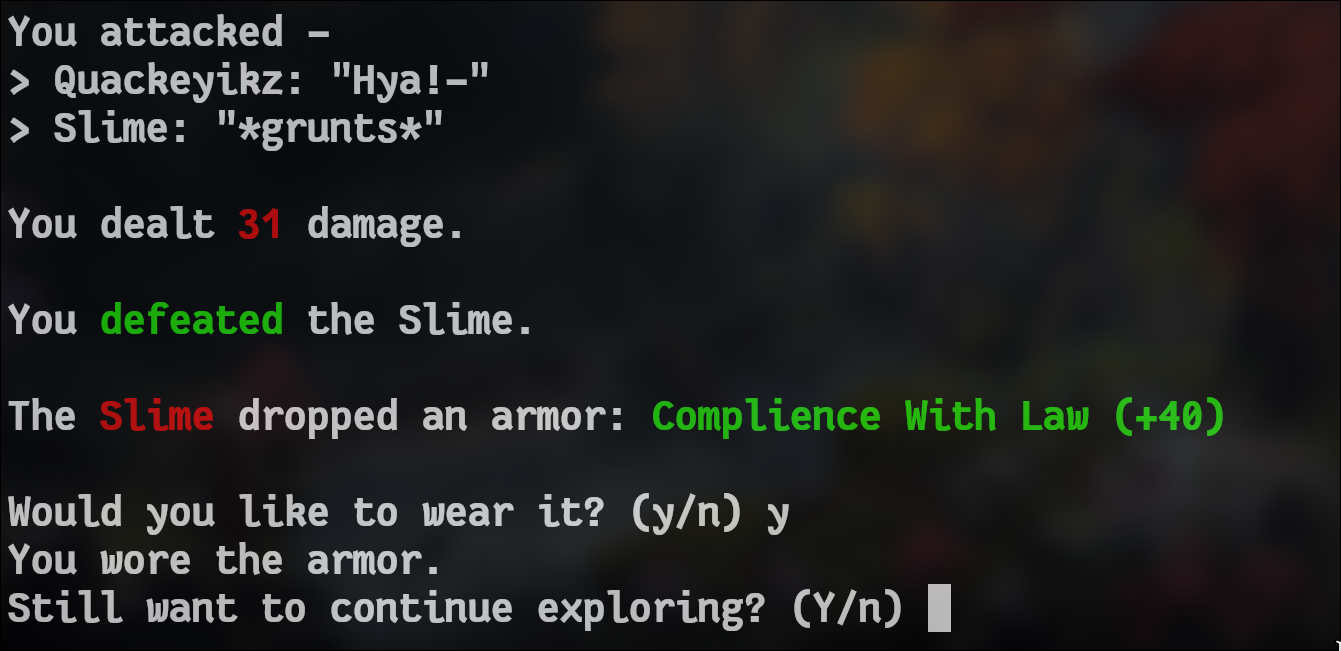 You attacked -
> Quackeyikz: "Hya!-"
> Slime: "*grunts*"
You dealt 31 damage.
You defeated the Slime.
The Slime dropped an armor: Complience With Law (+40)
Would you like to wear it? (y/n) y
You wore the armor.
Still want to continue exploring? (Y/n)